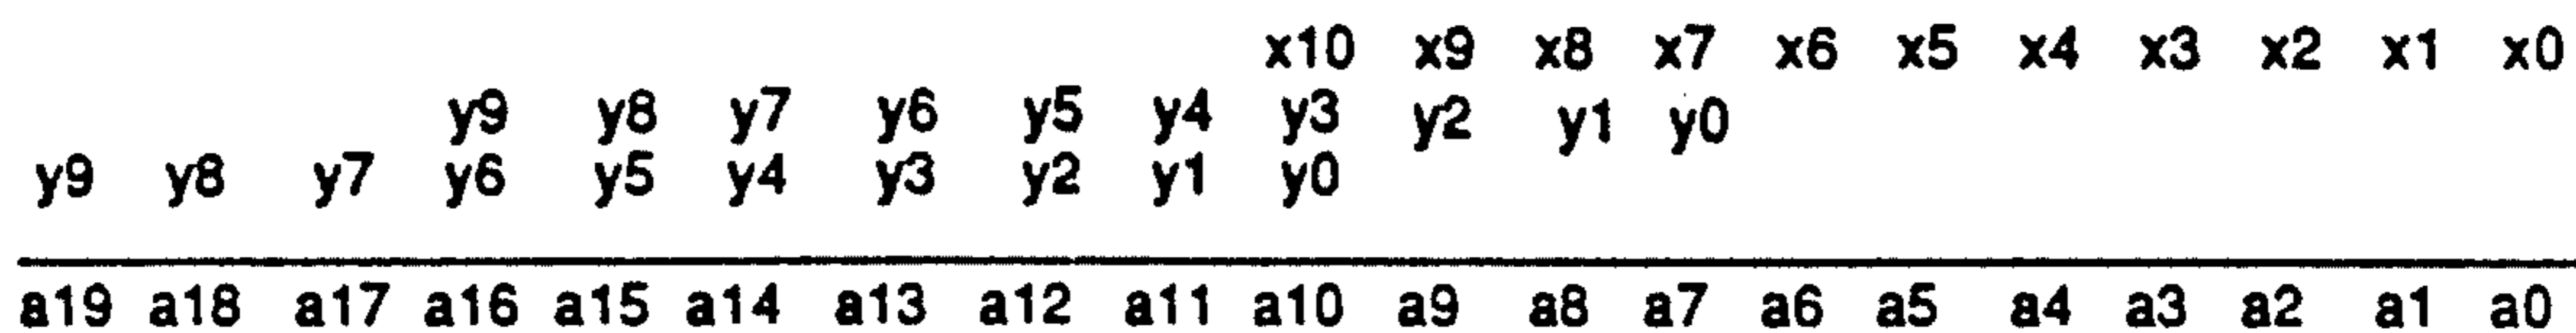 x10 x9 x8 x7 x6 x5 x4 x3 x2 x1 x0
y9 y8 y7 y6 y5 y4 y3 y2 y1 y0
y9 y8 y7 y6 y5 y4 y3 y2 y1 y0
a19 a18 a17 a16 a15 a14 a13 a12 a11 a10 a9 a8 a7 a6 a5 a4 a3 a2 a1 a0